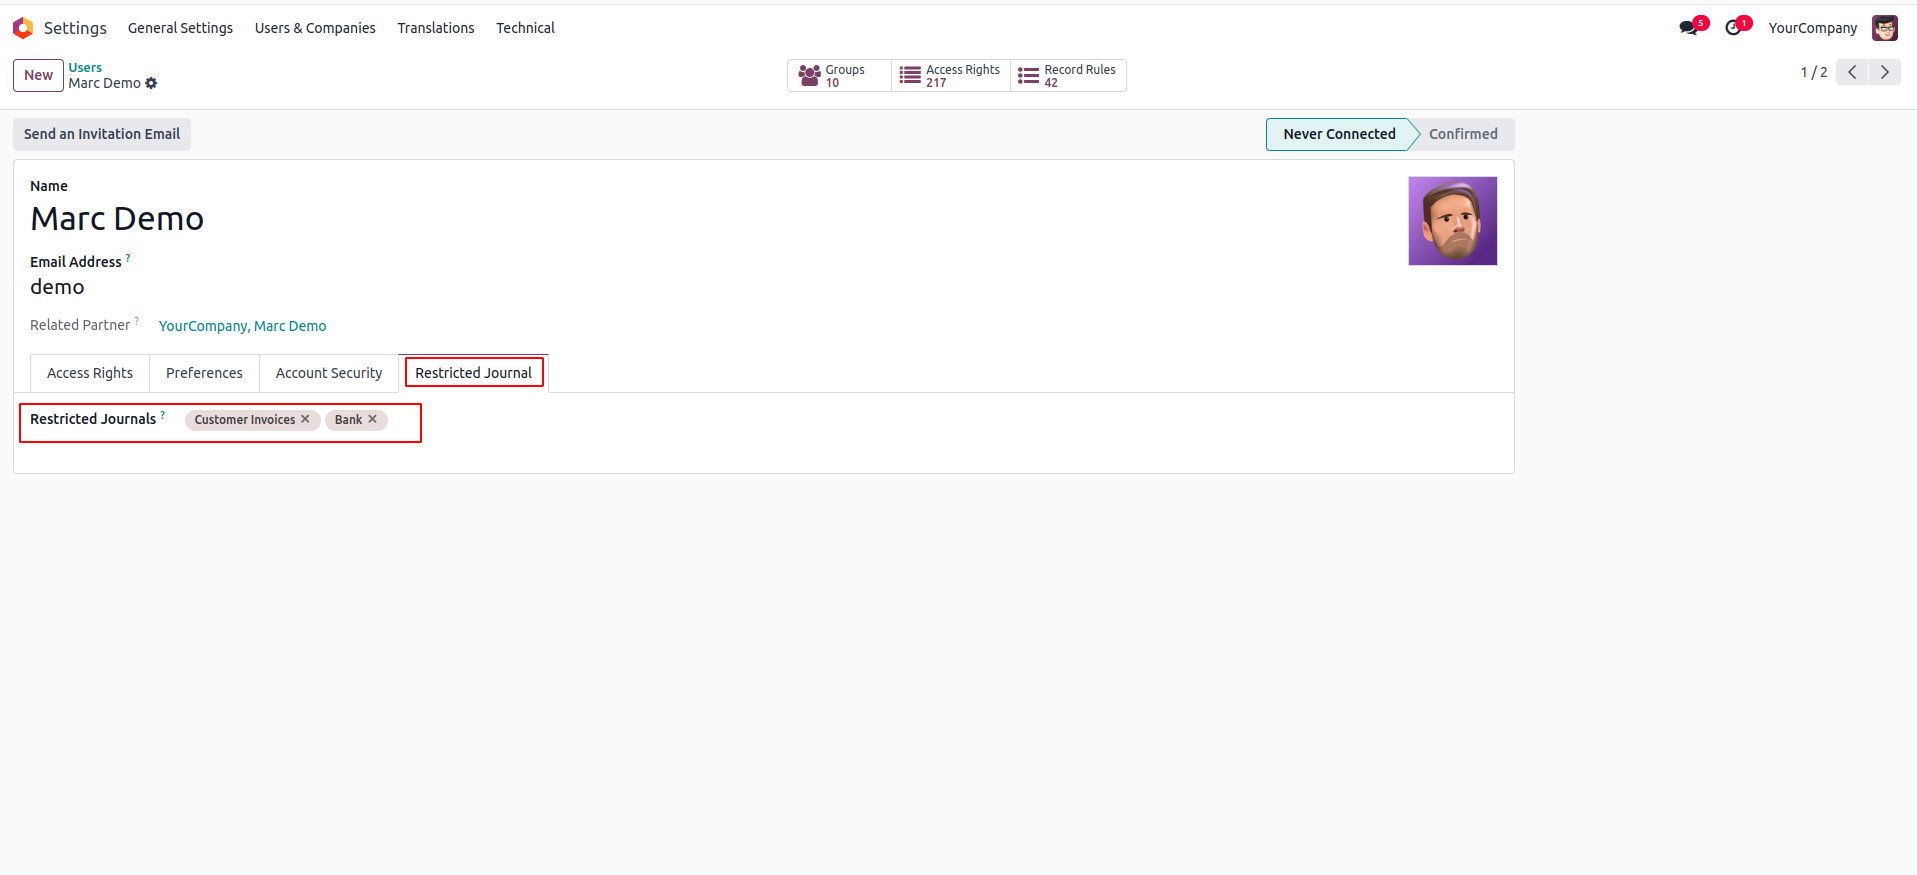 Settings General Settings Users & Companies Translations Technical 5 1 YourCompany
New Users Groups Access Rights Record Rules 1 / 2
Marc Demo 10 217 42
Send an Invitation Email Never Connected Confirmed
Name
Marc Demo
Email Address ?
demo
Related Partner ? YourCompany, Marc Demo
Access Rights Preferences Account Security Restricted Journal
Restricted Journals ? Customer Invoices ✕ Bank ✕